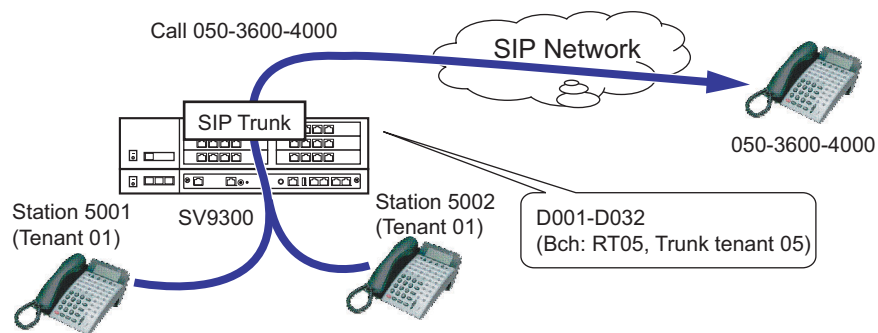 Call 050-3600-4000
SIP Network
SIP Trunk
050-3600-4000
Station 5001
(Tenant 01)
SV9300
Station 5002
(Tenant 01)
D001-D032
(Bch: RT05, Trunk tenant 05)